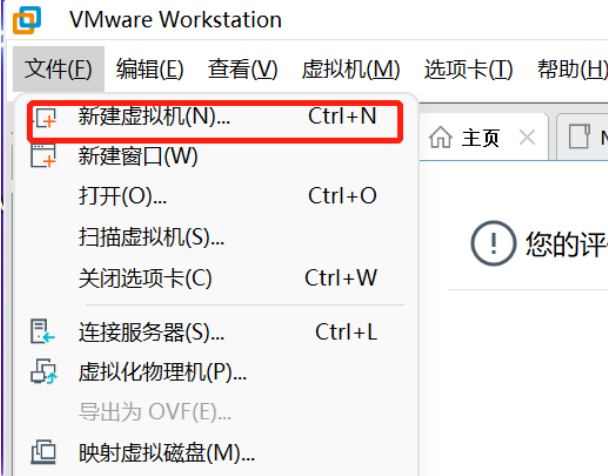 VMware Workstation
文件(F) 编辑(E) 查看(V) 虚拟机(M) 选项卡(T) 帮助(H)
新建虚拟机(N)... Ctrl+N
主页
新建窗口(W)
打开(O)... Ctrl+O
扫描虚拟机(S)...
您的评
关闭选项卡(C) Ctrl+W
连接服务器(S)... Ctrl+L
虚拟化物理机(P)...
导出为 OVF(E)...
映射虚拟磁盘(M)...